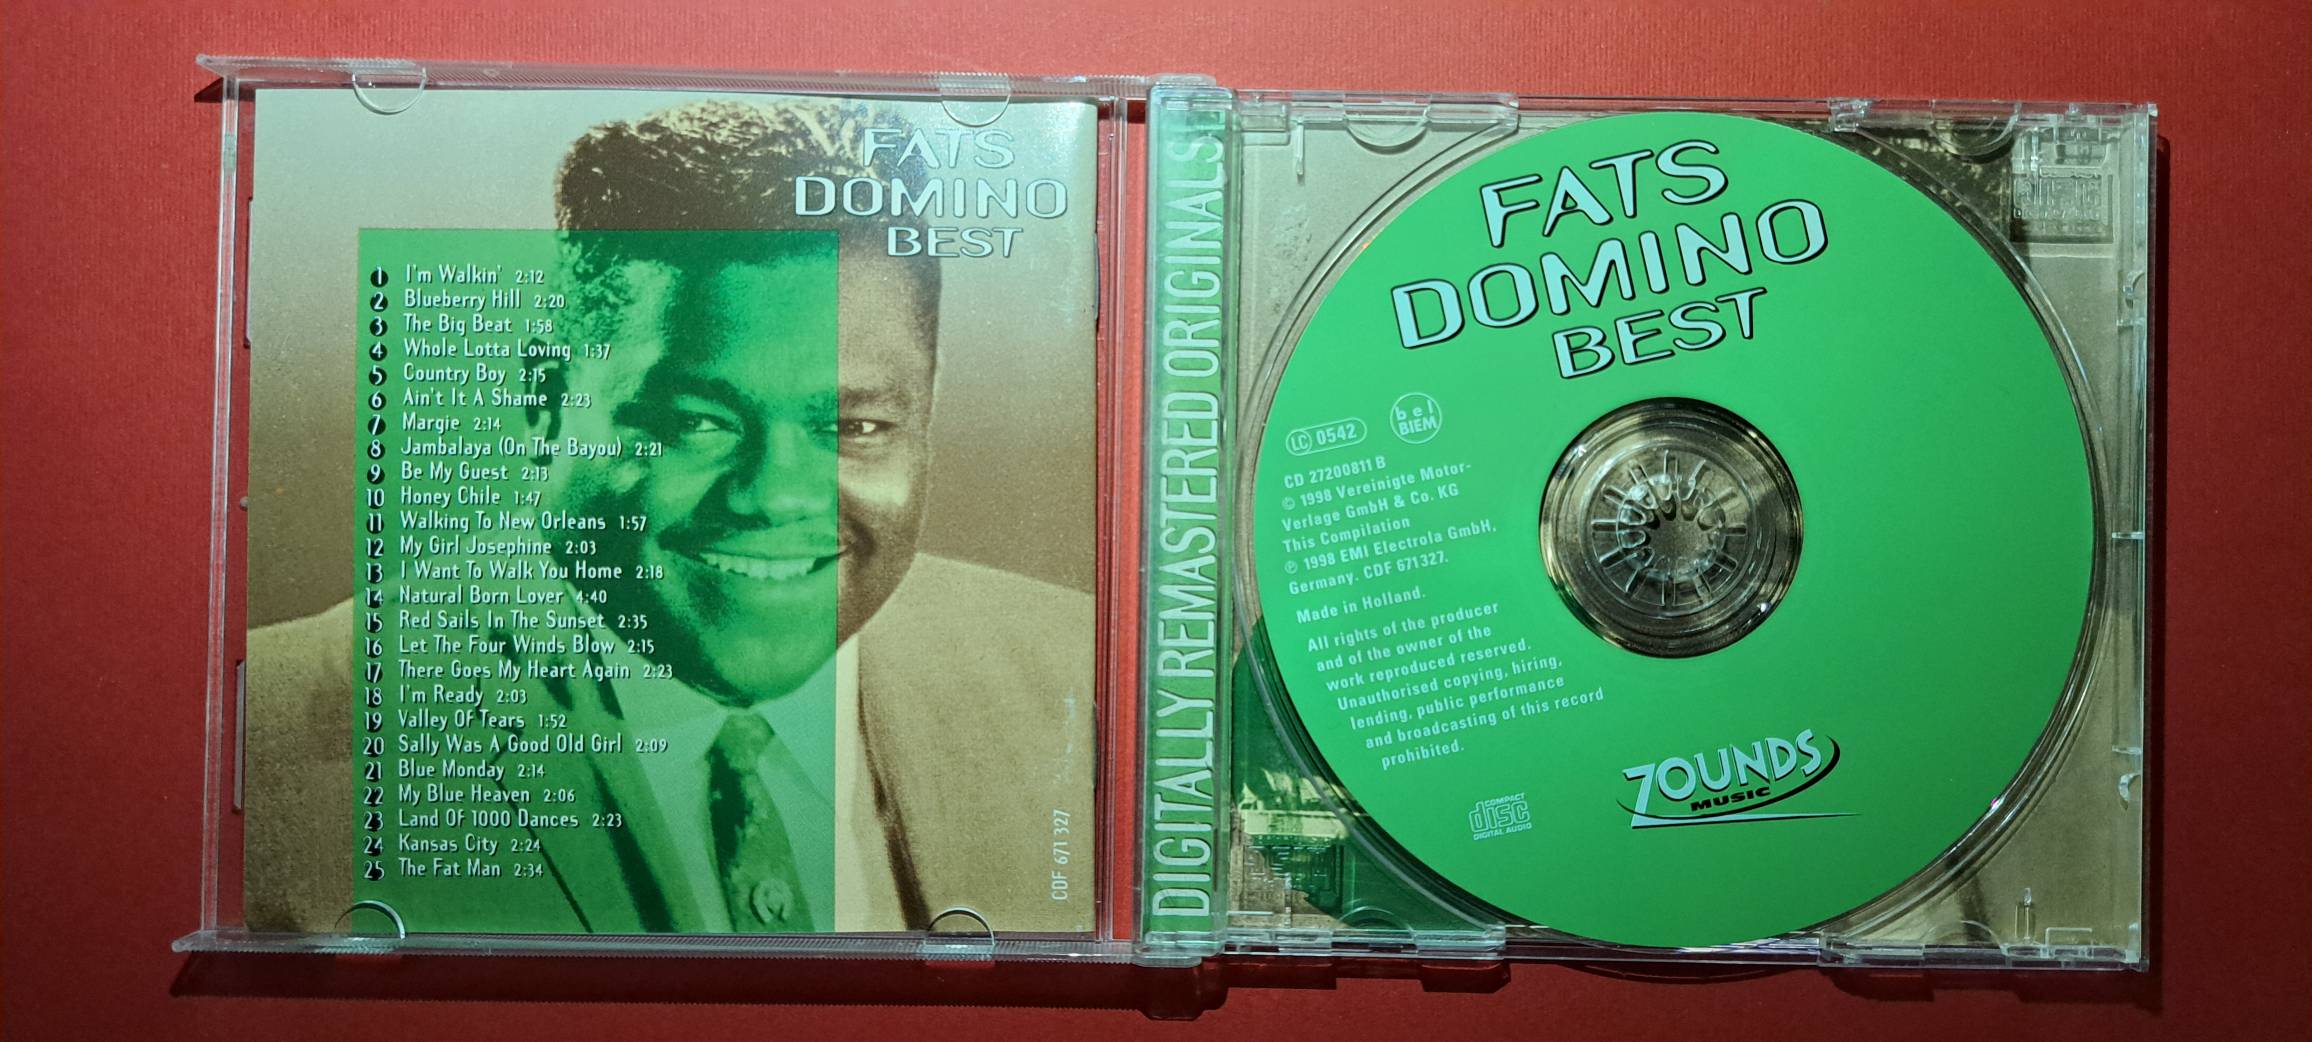 FATS
DOMINO
BEST
1 I'm Walkin' 2:12
2 Blueberry Hill 2:20
3 The Big Beat 1:58
4 Whole Lotta Loving 1:37
5 Country Boy 2:15
6 Ain't It A Shame 2:23
7 Margie 2:14
8 Jambalaya (On The Bayou) 2:21
9 Be My Guest 2:13
10 Honey Chile 1:47
11 Walking To New Orleans 1:57
12 My Girl Josephine 2:03
13 I Want To Walk You Home 2:18
14 Natural Born Lover 4:40
15 Red Sails In The Sunset 2:35
16 Let The Four Winds Blow 2:15
17 There Goes My Heart Again 2:23
18 I'm Ready 2:03
19 Valley Of Tears 1:52
20 Sally Was A Good Old Girl 2:09
21 Blue Monday 2:14
22 My Blue Heaven 2:06
23 Land Of 1000 Dances 2:23
24 Kansas City 2:24
25 The Fat Man 2:34
CDF 671 327
DIGITALLY REMASTERED ORIGINALS
FATS
DOMINO
BEST
LC 0542
bel
BIEM
CD 27200811 B
© 1998 Vereinigte Motor-
Verlage GmbH & Co. KG
This Compilation
℗ 1998 EMI Electrola GmbH,
Germany. CDF 671327.
Made in Holland.
All rights of the producer
and of the owner of the
work reproduced reserved.
Unauthorised copying, hiring,
lending, public performance
and broadcasting of this record
prohibited.
COMPACT
disc
DIGITAL AUDIO
ZOUNDS
MUSIC